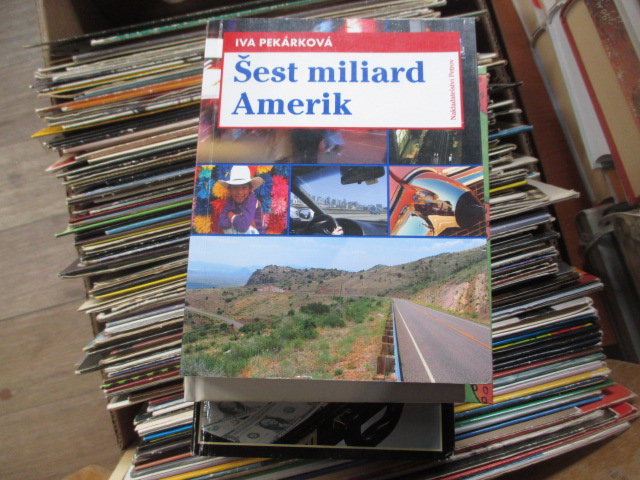 IVA PEKÁRKOVÁ
Šest miliard
Amerik
Nakladatelství Petrov